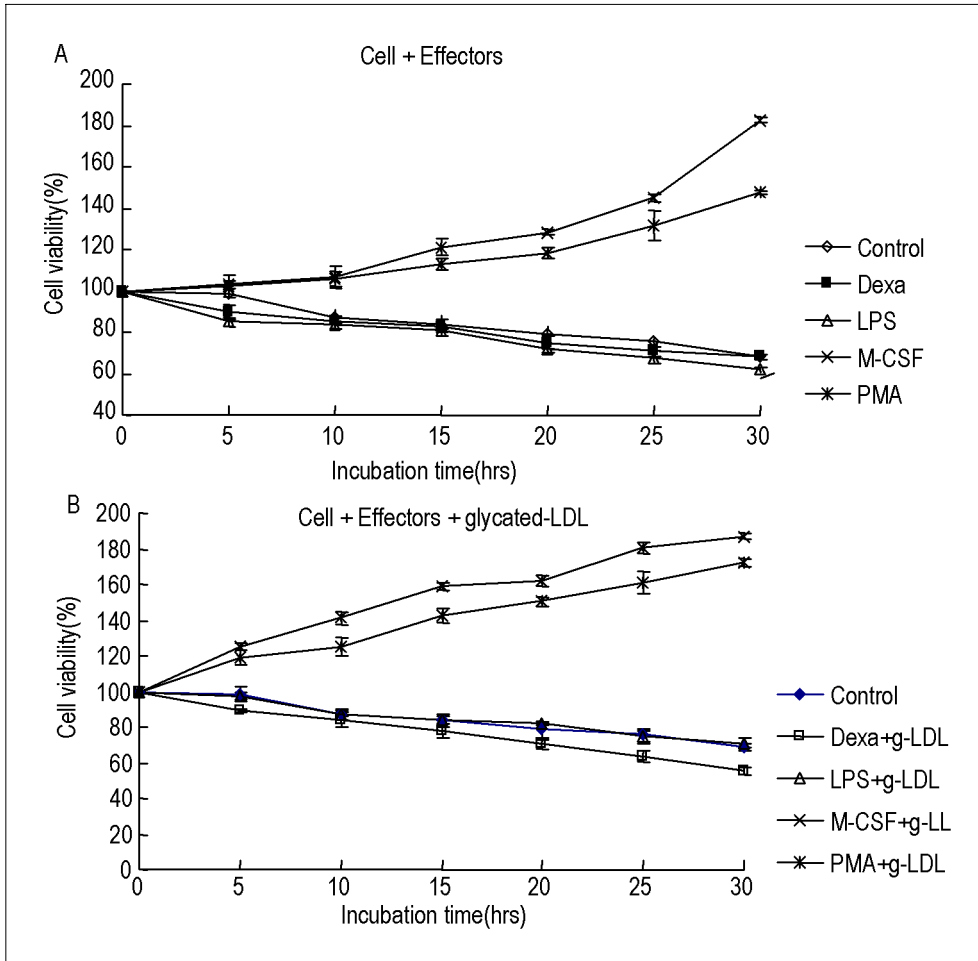 A
Cell + Effectors
200
180
160
140
120
100
80
60
40
Cell viability(%)
0 5 10 15 20 25 30
Incubation time(hrs)
Control
Dexa
LPS
M-CSF
PMA
B
Cell + Effectors + glycated-LDL
200
180
160
140
120
100
80
60
40
20
0
Cell viability(%)
0 5 10 15 20 25 30
Incubation time(hrs)
Control
Dexa+g-LDL
LPS+g-LDL
M-CSF+g-LL
PMA+g-LDL